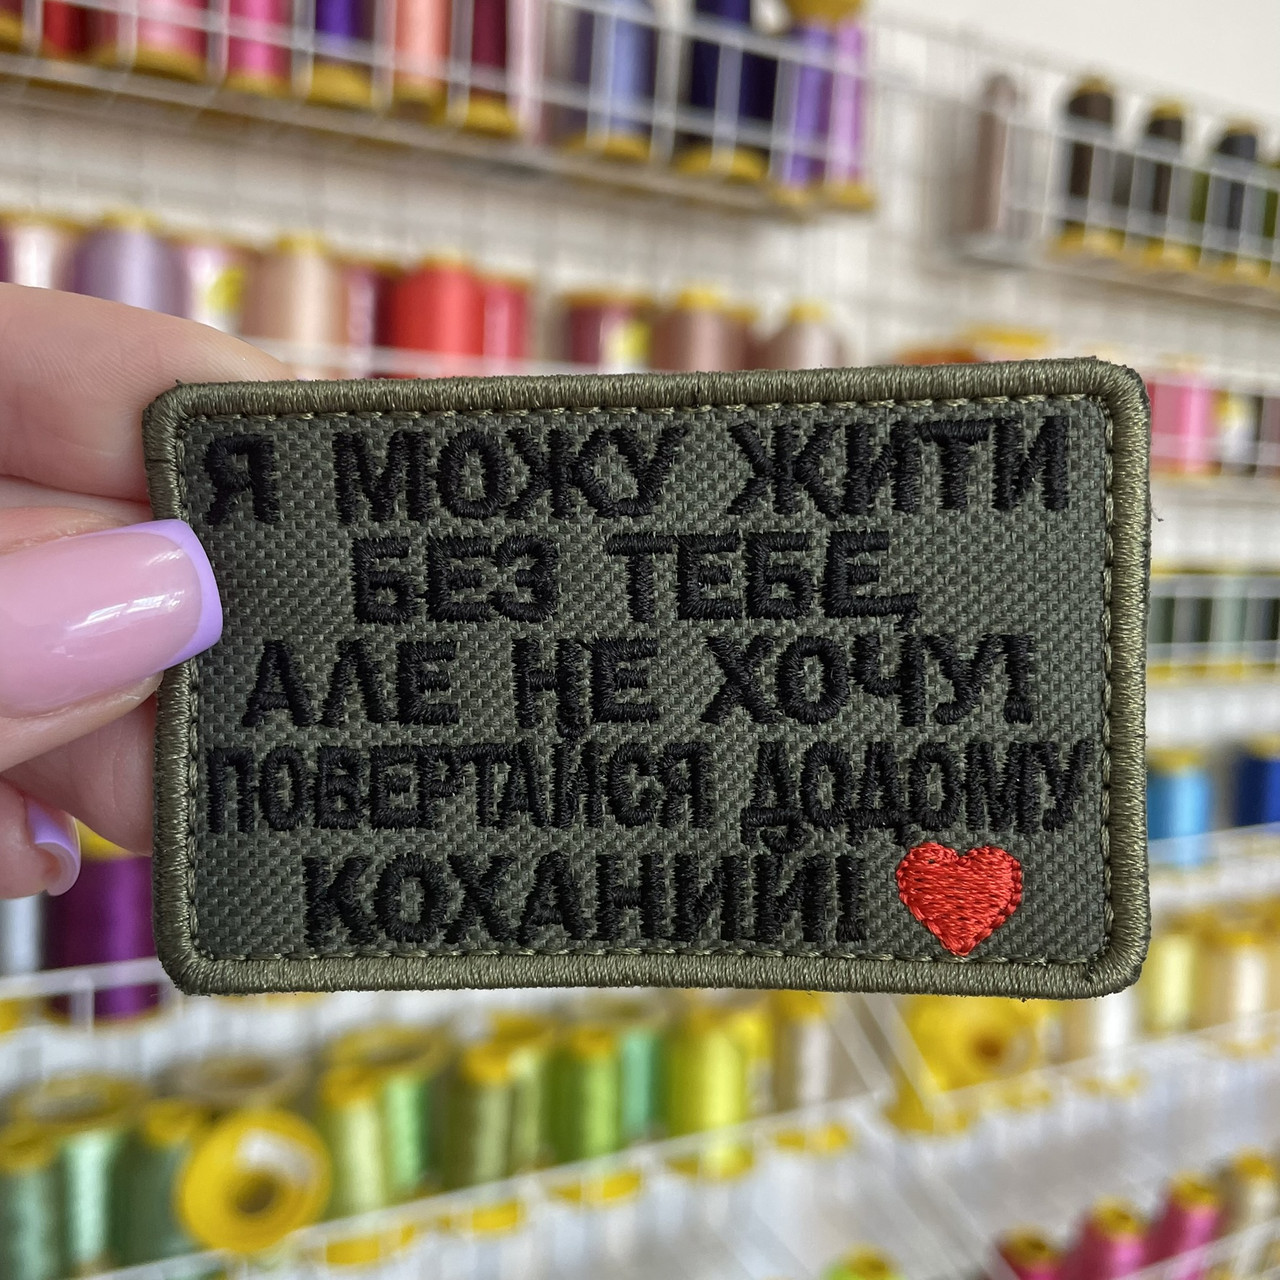 Я МОЖУ ЖИТИ
БЕЗ ТЕБЕ,
АЛЕ НЕ ХОЧУ!
ПОВЕРТАЙСЯ ДОДОМУ
КОХАНИЙ!